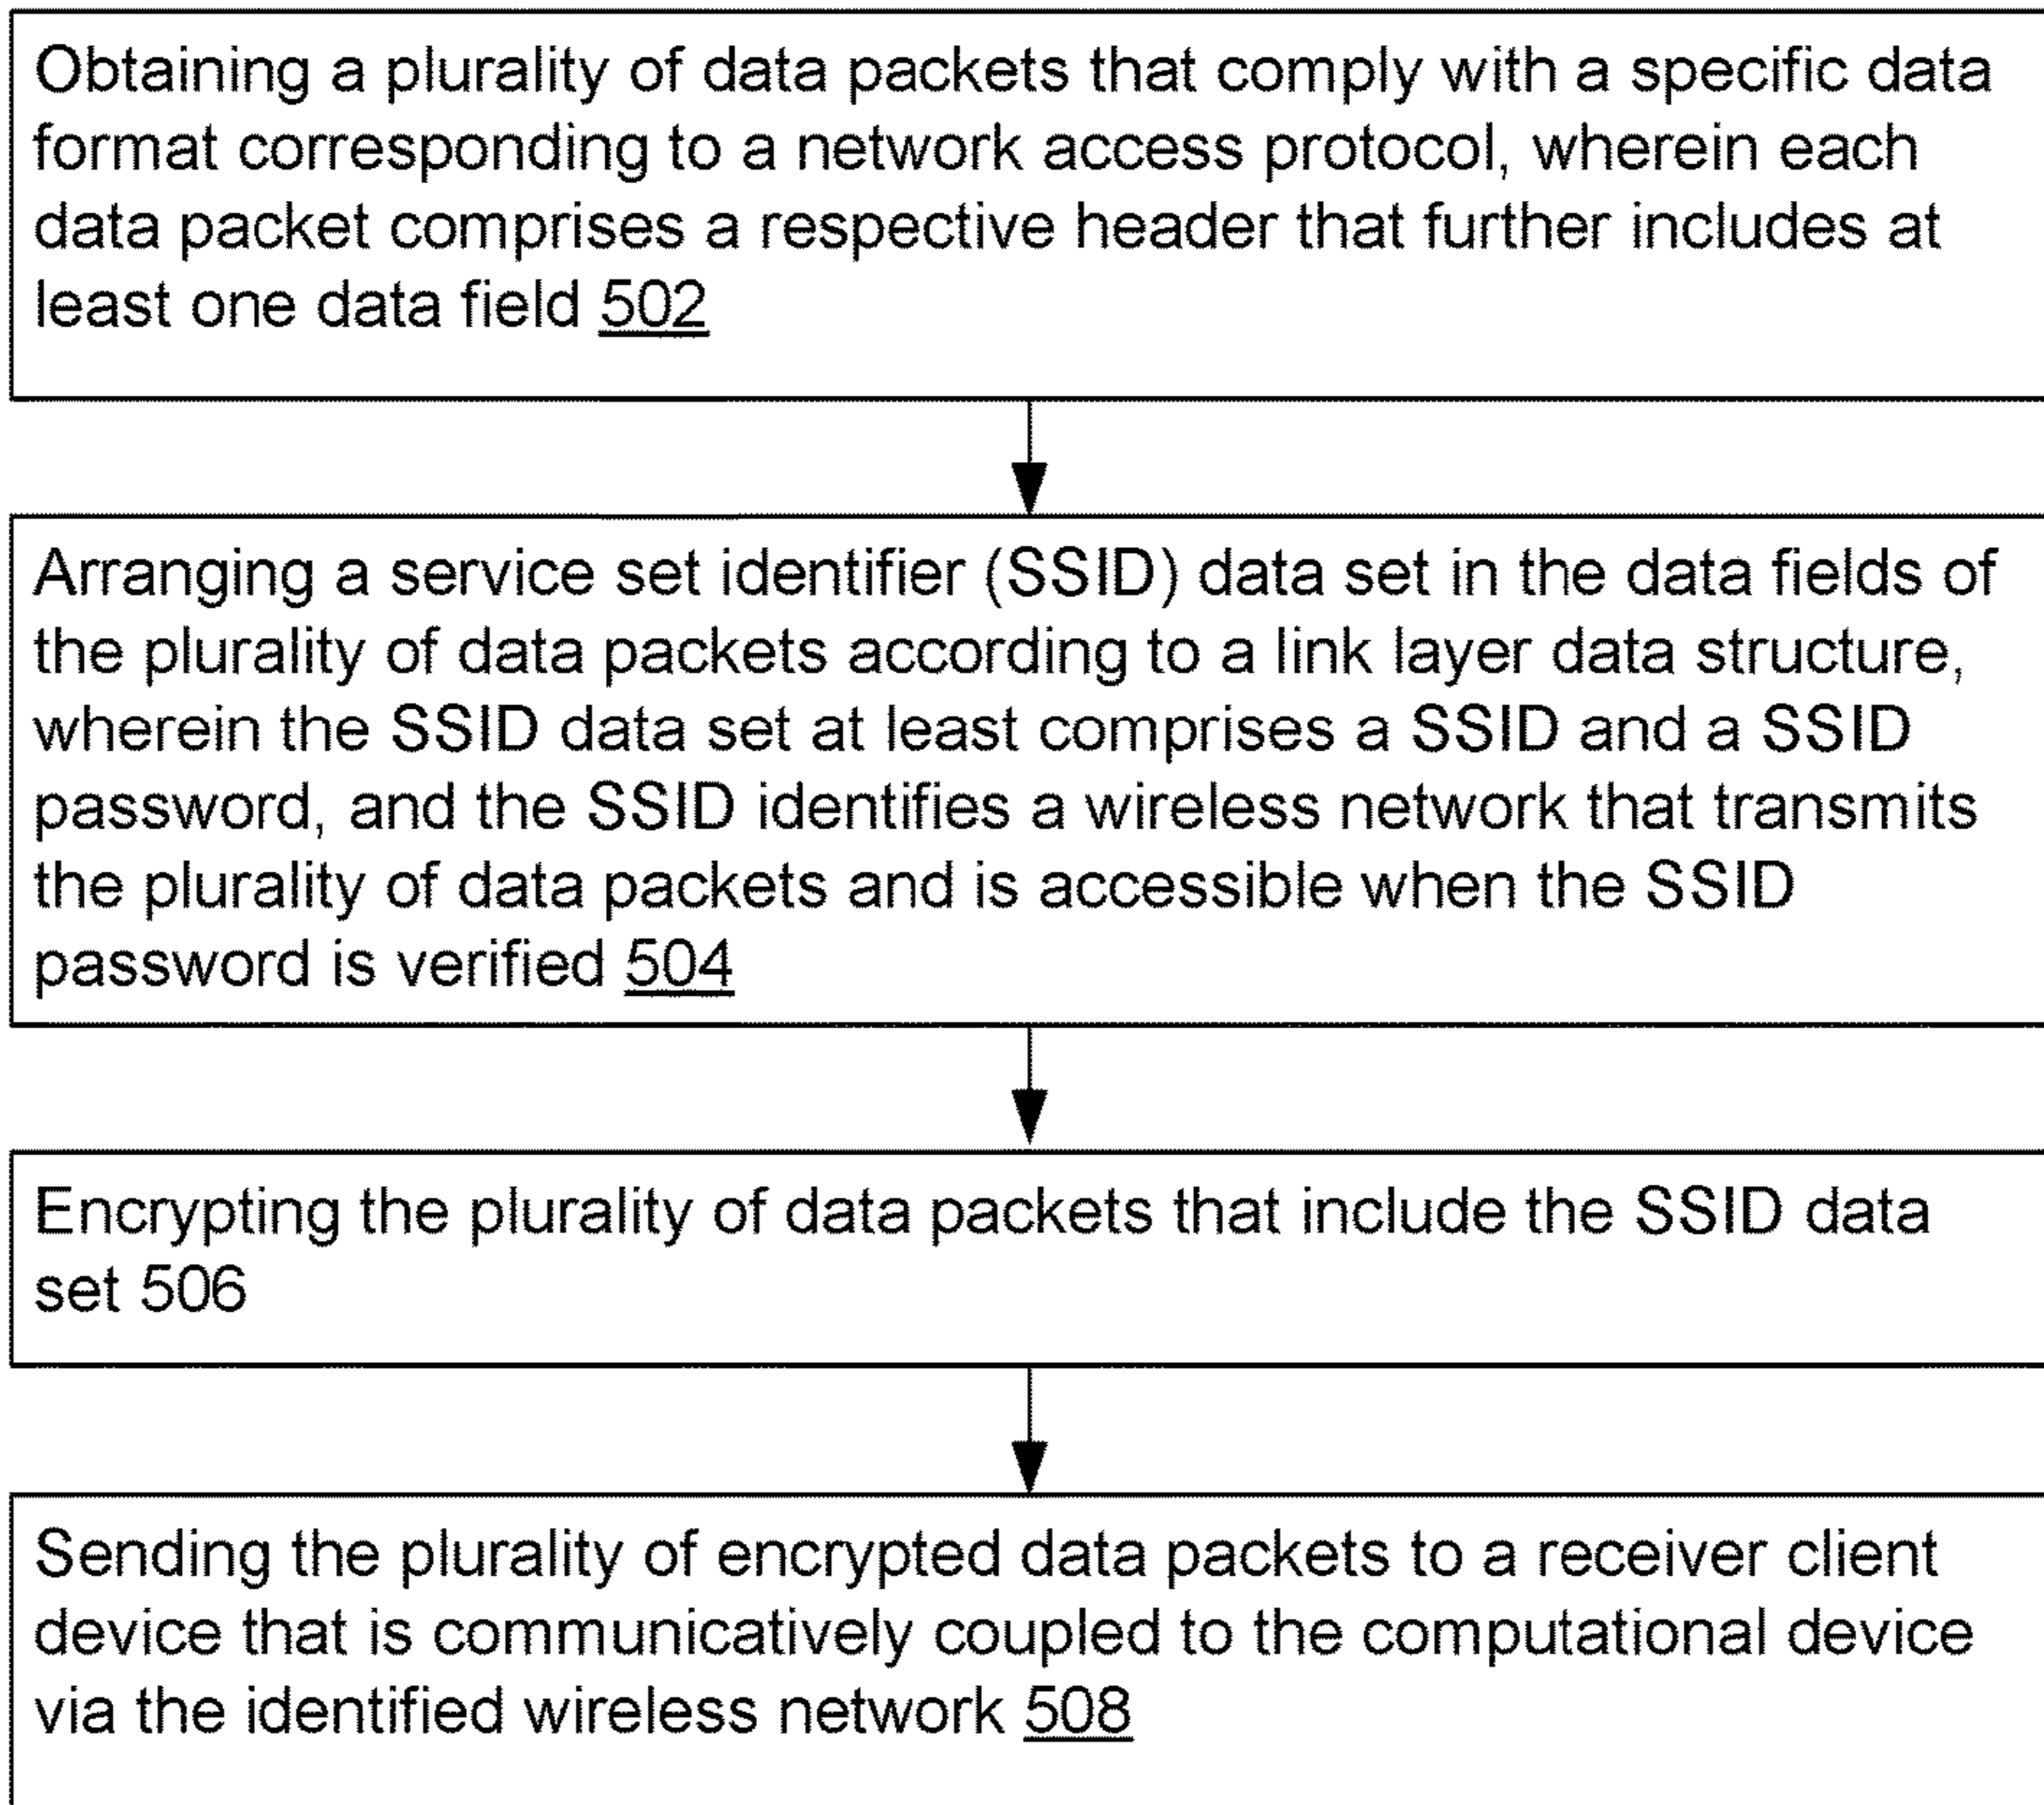 Obtaining a plurality of data packets that comply with a specific data
format corresponding to a network access protocol, wherein each
data packet comprises a respective header that further includes at
least one data field 502
Arranging a service set identifier (SSID) data set in the data fields of
the plurality of data packets according to a link layer data structure,
wherein the SSID data set at least comprises a SSID and a SSID
password, and the SSID identifies a wireless network that transmits
the plurality of data packets and is accessible when the SSID
password is verified 504
Encrypting the plurality of data packets that include the SSID data
set 506
Sending the plurality of encrypted data packets to a receiver client
device that is communicatively coupled to the computational device
via the identified wireless network 508